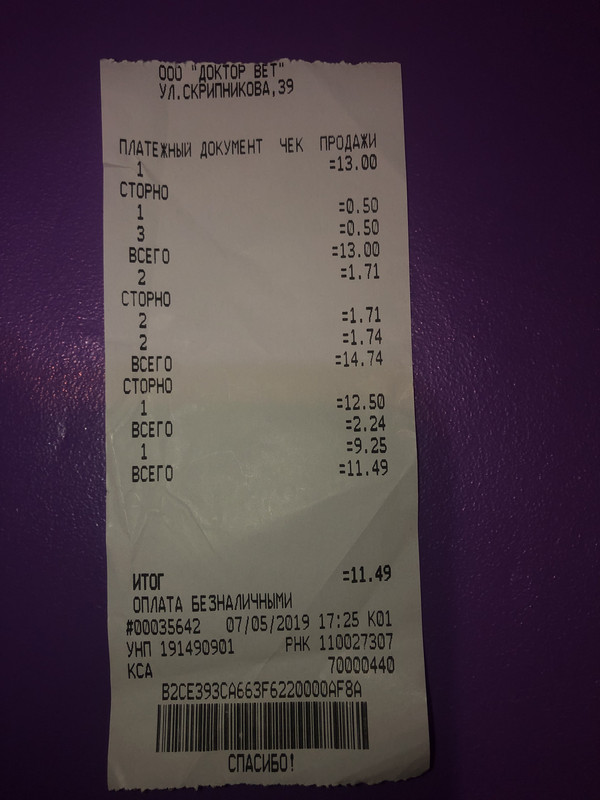 ООО "ДОКТОР ВЕТ"
УЛ.СКРИПНИКОВА,39
ПЛАТЕЖНЫЙ ДОКУМЕНТ ЧЕК ПРОДАЖИ
1 =13.00
СТОРНО
1 =0.50
3 =0.50
ВСЕГО =13.00
2 =1.71
СТОРНО
2 =1.71
2 =1.74
ВСЕГО =14.74
СТОРНО
1 =12.50
ВСЕГО =2.24
1 =9.25
ВСЕГО =11.49
ИТОГ =11.49
ОПЛАТА БЕЗНАЛИЧНЫМИ
#00035642 07/05/2019 17:25 К01
УНП 191490901 РНК 110027307
КСА 70000440
B2CE393CA663F6220000AF8A
СПАСИБО!